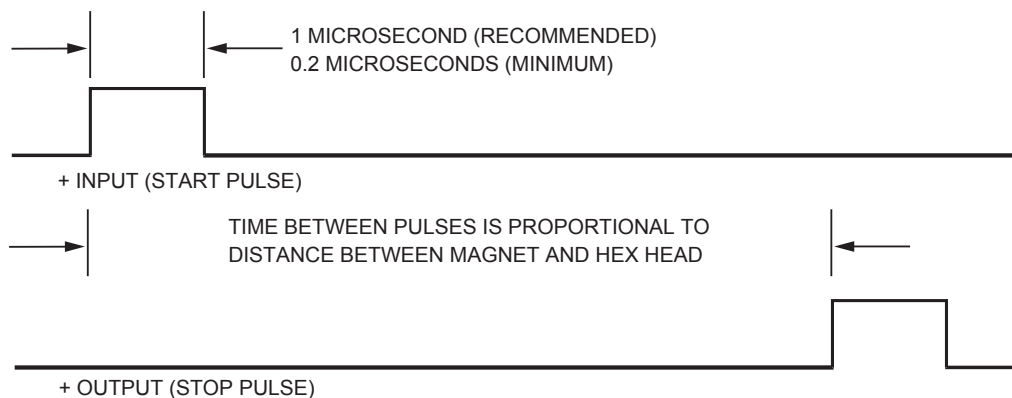 1 MICROSECOND (RECOMMENDED)
0.2 MICROSECONDS (MINIMUM)
+ INPUT (START PULSE)
TIME BETWEEN PULSES IS PROPORTIONAL TO
DISTANCE BETWEEN MAGNET AND HEX HEAD
+ OUTPUT (STOP PULSE)